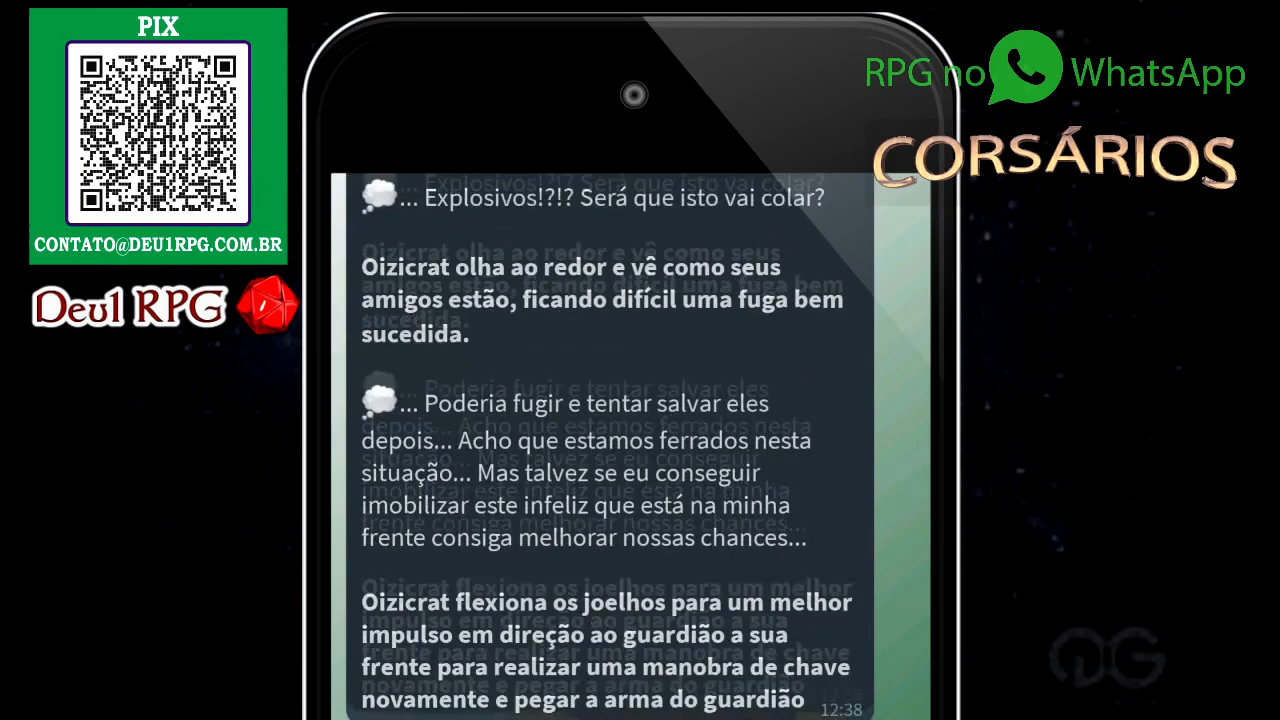 PIX
CONTATO@DEU1RPG.COM.BR
Deu1 RPG
RPG no WhatsApp
CORSÁRIOS
... Explosivos!?!? Será que isto vai colar?
Oizicrat olha ao redor e vê como seus
amigos estão, ficando difícil uma fuga bem
sucedida.
... Poderia fugir e tentar salvar eles
depois... Acho que estamos ferrados nesta
situação... Mas talvez se eu conseguir
imobilizar este infeliz que está na minha
frente consiga melhorar nossas chances...
Oizicrat flexiona os joelhos para um melhor
impulso em direção ao guardião a sua
frente para realizar uma manobra de chave
novamente e pegar a arma do guardião
12:38